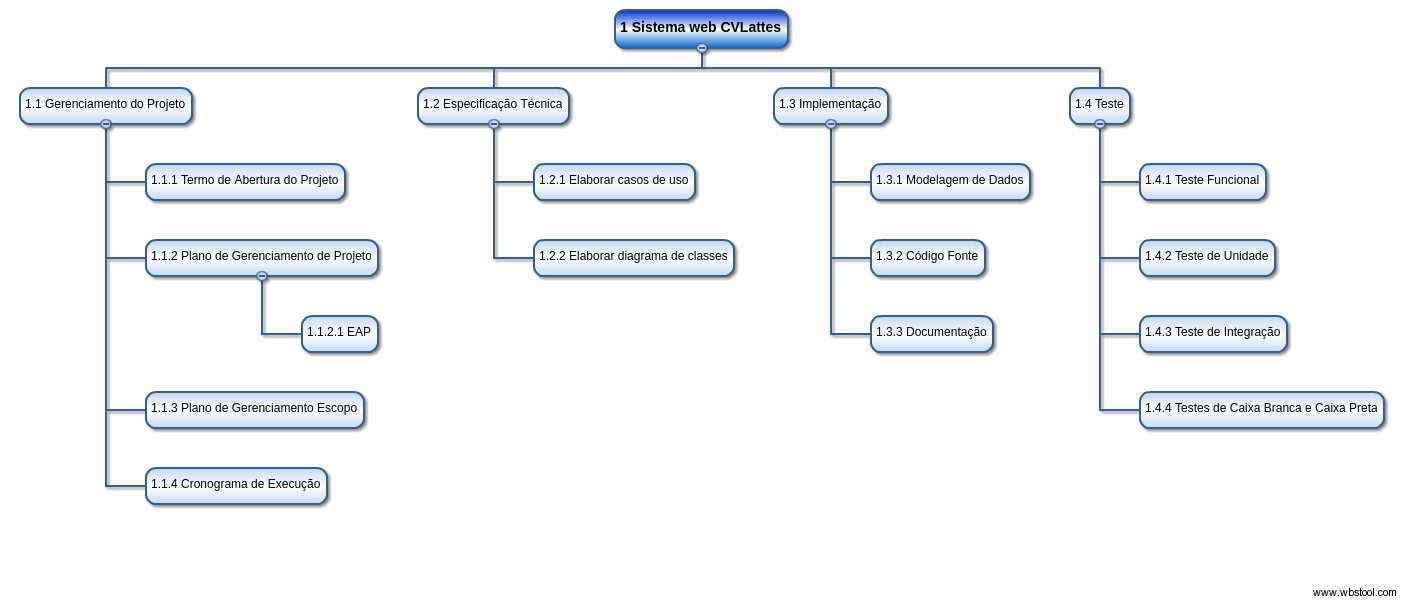 1 Sistema web CVLattes
1.1 Gerenciamento do Projeto
1.1.1 Termo de Abertura do Projeto
1.1.2 Plano de Gerenciamento de Projeto
1.1.2.1 EAP
1.1.3 Plano de Gerenciamento Escopo
1.1.4 Cronograma de Execução
1.2 Especificação Técnica
1.2.1 Elaborar casos de uso
1.2.2 Elaborar diagrama de classes
1.3 Implementação
1.3.1 Modelagem de Dados
1.3.2 Código Fonte
1.3.3 Documentação
1.4 Teste
1.4.1 Teste Funcional
1.4.2 Teste de Unidade
1.4.3 Teste de Integração
1.4.4 Testes de Caixa Branca e Caixa Preta
www.wbstool.com